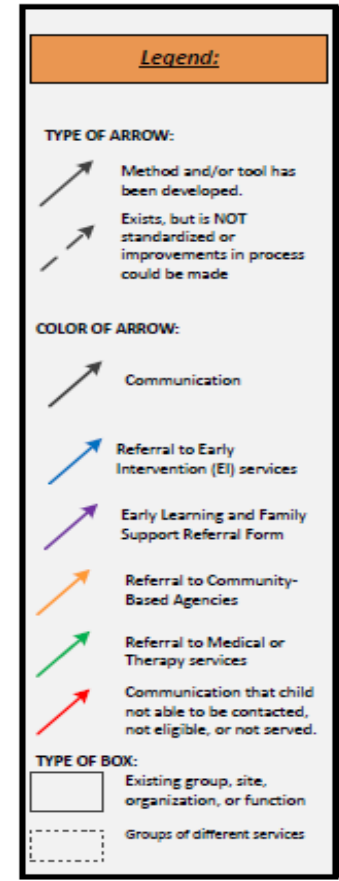 Legend:
TYPE OF ARROW:
Method and/or tool has
been developed.
Exists, but is NOT
standardized or
improvements in process
could be made
COLOR OF ARROW:
Communication
Referral to Early
Intervention (EI) services
Early Learning and Family
Support Referral Form
Referral to Community-
Based Agencies
Referral to Medical or
Therapy services
Communication that child
not able to be contacted,
not eligible, or not served.
TYPE OF BOX:
Existing group, site,
organization, or function
Groups of different services